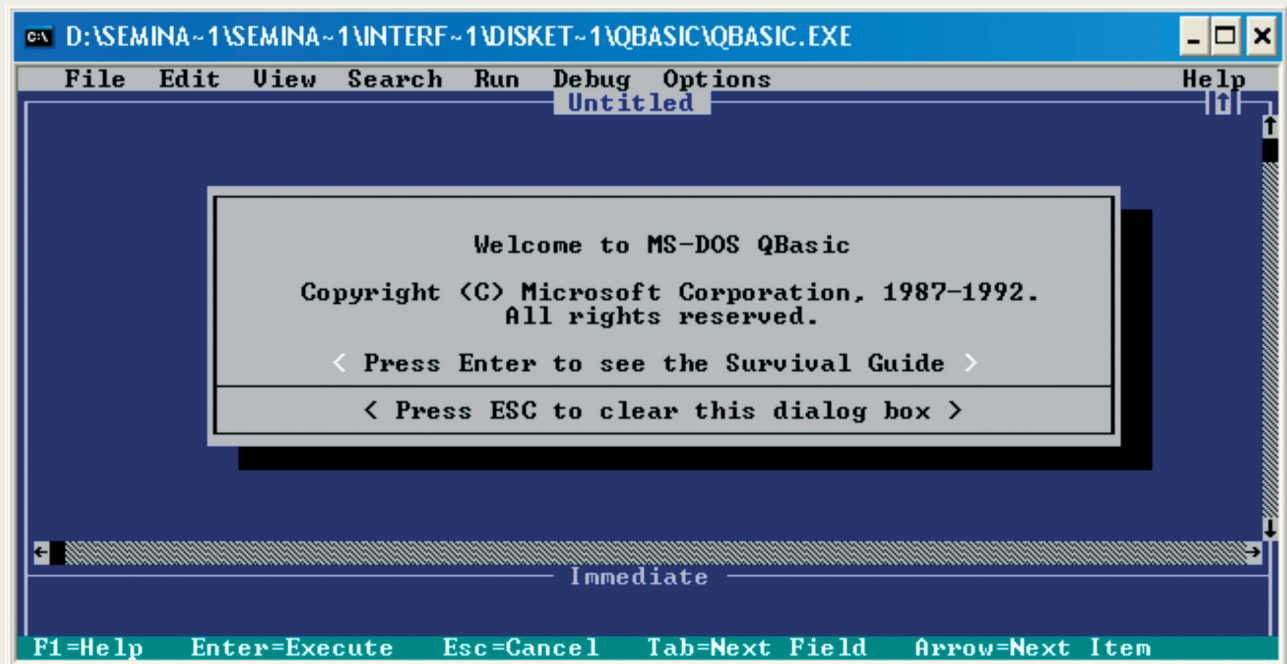 D:\SEMINA~1\SEMINA~1\INTERF~1\DISKET~1\QBASIC\QBASIC.EXE
File Edit View Search Run Debug Options Help
Untitled
Welcome to MS-DOS QBasic
Copyright (C) Microsoft Corporation, 1987-1992.
All rights reserved.
< Press Enter to see the Survival Guide >
< Press ESC to clear this dialog box >
Immediate
F1=Help Enter=Execute Esc=Cancel Tab=Next Field Arrow=Next Item